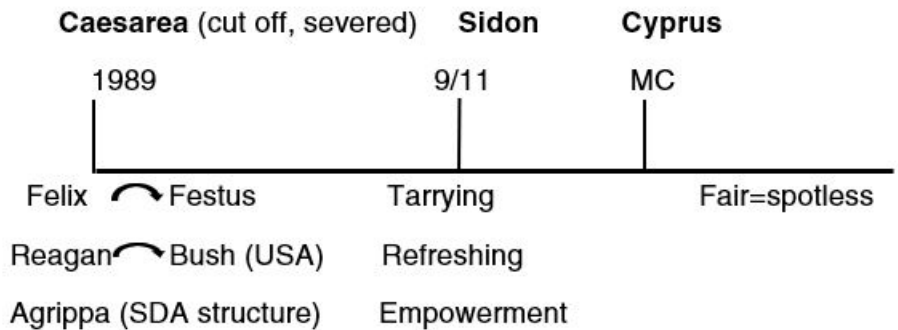 Caesarea (cut off, severed) Sidon Cyprus
1989 9/11 MC
Felix Festus Tarrying Fair=spotless
Reagan Bush (USA) Refreshing
Agrippa (SDA structure) Empowerment